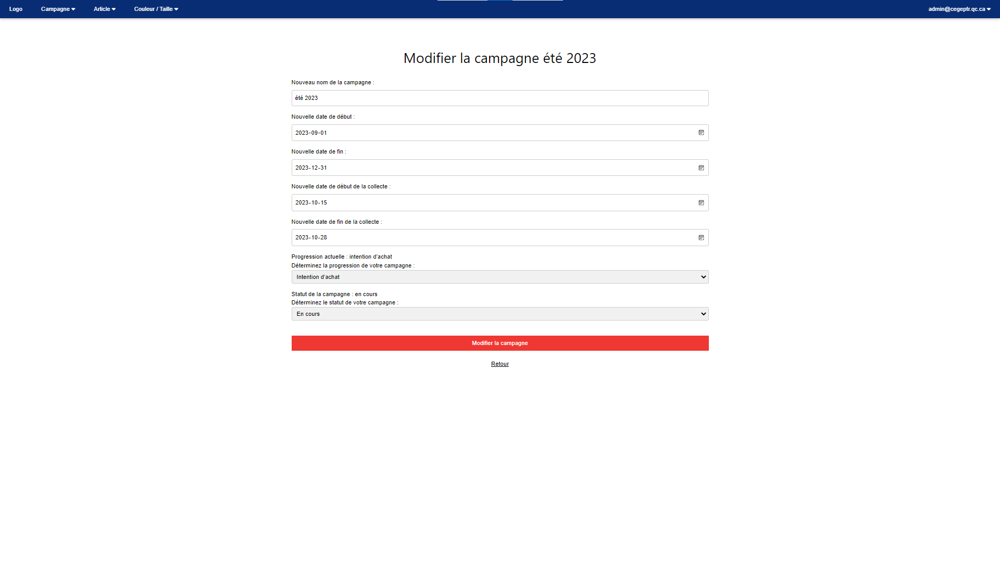 Logo
Campagne
Article
Couleur / Taille
admin@cegeptr.qc.ca
Modifier la campagne été 2023
Nouveau nom de la campagne :
été 2023
Nouvelle date de début :
2023-09-01
Nouvelle date de fin :
2023-12-31
Nouvelle date de début de la collecte :
2023-10-15
Nouvelle date de fin de la collecte :
2023-10-28
Progression actuelle : intention d'achat
Déterminez la progression de votre campagne :
Intention d'achat
Statut de la campagne : en cours
Déterminez le statut de votre campagne :
En cours
Modifier la campagne
Retour